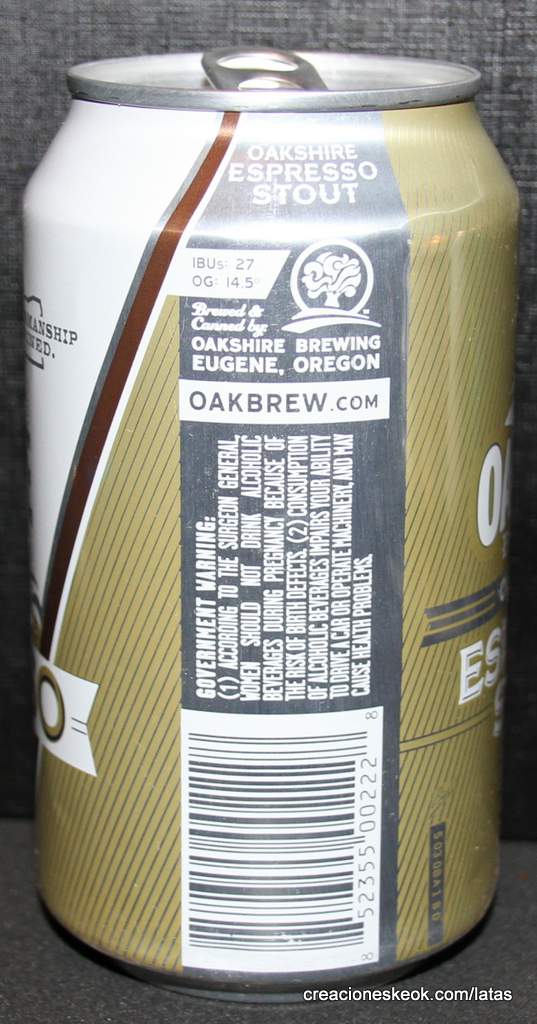 OAKSHIRE
ESPRESSO
STOUT
IBUs: 27
OG: 14.5°
Brewed &
Canned by:
OAKSHIRE BREWING
EUGENE, OREGON
OAKBREW.COM
GOVERNMENT WARNING:
(1) ACCORDING TO THE SURGEON GENERAL,
WOMEN SHOULD NOT DRINK ALCOHOLIC
BEVERAGES DURING PREGNANCY BECAUSE OF
THE RISK OF BIRTH DEFECTS. (2) CONSUMPTION
OF ALCOHOLIC BEVERAGES IMPAIRS YOUR ABILITY
TO DRIVE A CAR OR OPERATE MACHINERY, AND MAY
CAUSE HEALTH PROBLEMS.
8 52355 00222 8
MANSHIP
NED.
O
OA
ES
creacioneskeok.com/latas